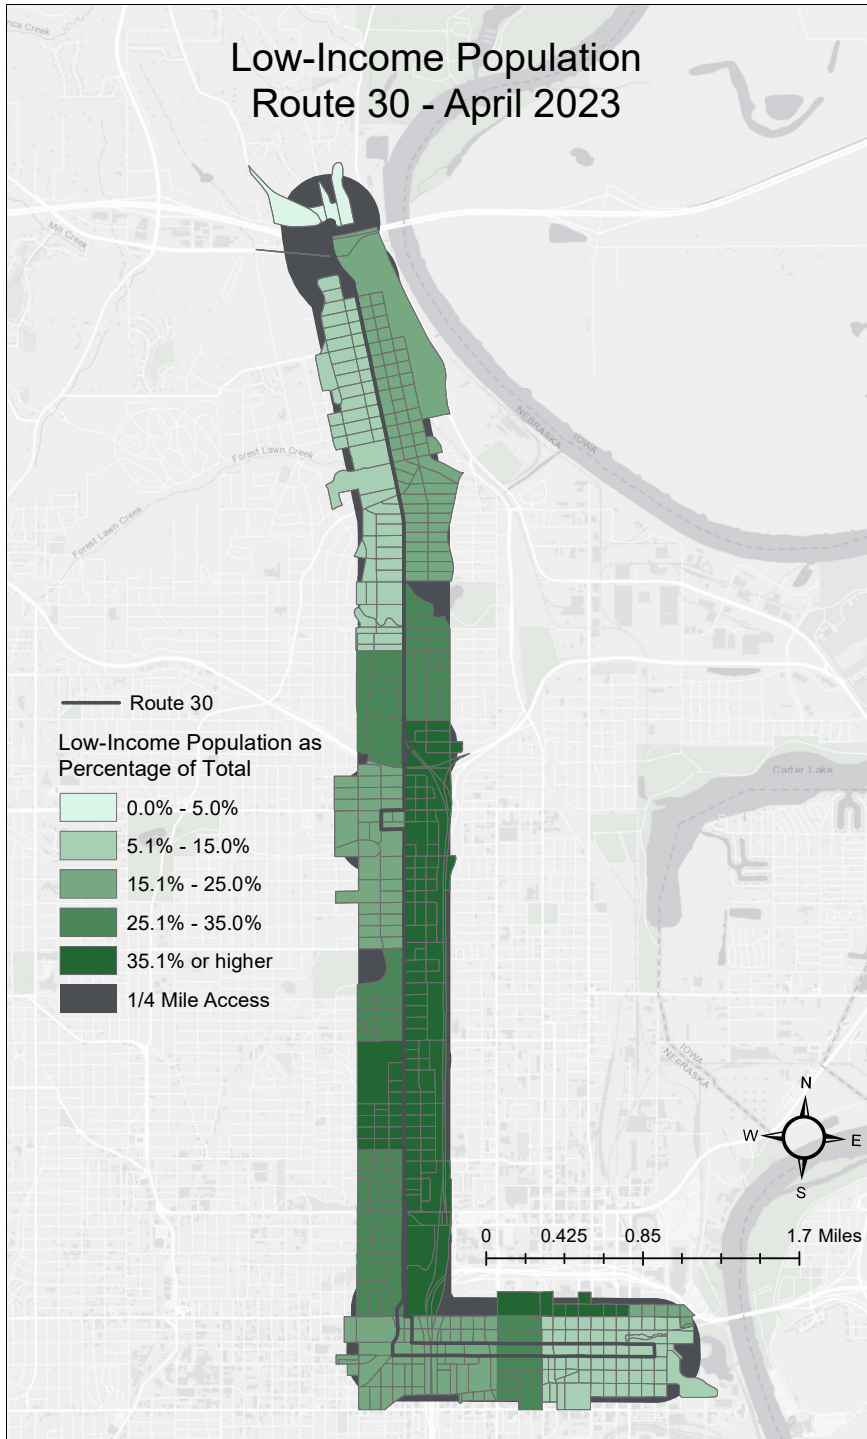 Low-Income Population
Route 30 - April 2023
Mill Creek
Forest Lawn Creek
Forest Lawn Creek
NEBRASKA
IOWA
Route 30
Low-Income Population as
Percentage of Total
0.0% - 5.0%
5.1% - 15.0%
15.1% - 25.0%
25.1% - 35.0%
35.1% or higher
1/4 Mile Access
Carter Lake
IOWA
NEBRASKA
N
W
E
S
0 0.425 0.85 1.7 Miles